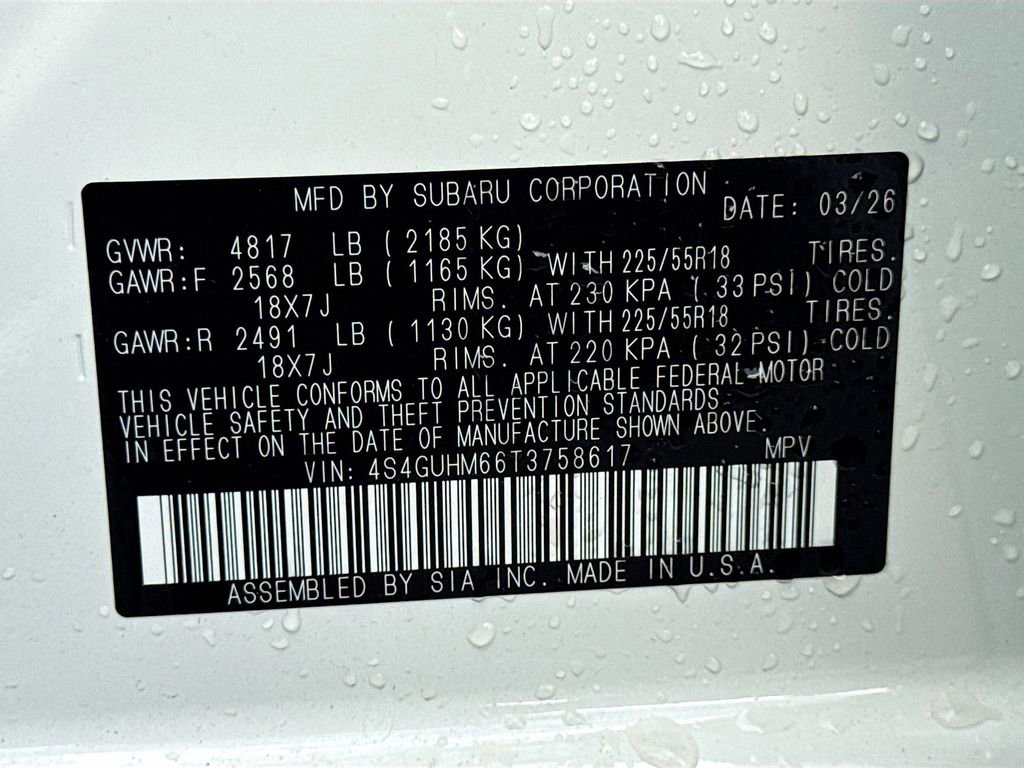 MFD BY SUBARU CORPORATION DATE: 03/26
GVWR: 4817 LB ( 2185 KG)
GAWR:F 2568 LB ( 1165 KG) WITH 225/55R18 TIRES.
18X7J RIMS. AT 230 KPA ( 33 PSI) COLD
GAWR:R 2491 LB ( 1130 KG) WITH 225/55R18 TIRES.
18X7J RIMS. AT 220 KPA ( 32 PSI) COLD
THIS VEHICLE CONFORMS TO ALL APPLICABLE FEDERAL MOTOR
VEHICLE SAFETY AND THEFT PREVENTION STANDARDS
IN EFFECT ON THE DATE OF MANUFACTURE SHOWN ABOVE.
VIN: 4S4GUHM66T3758617 MPV
ASSEMBLED BY SIA INC. MADE IN U.S.A.